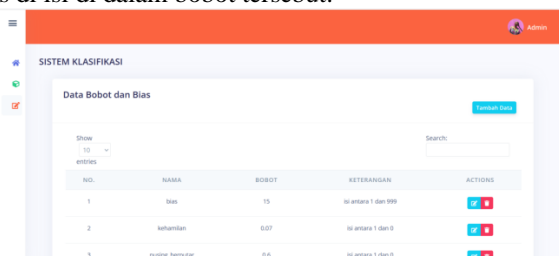 s di isi di dalam bobot tersebut.
Admin
SISTEM KLASIFIKASI
Data Bobot dan Bias
Tambah Data
Show
10
entries
Search:
NO. NAMA BOBOT KETERANGAN ACTIONS
1 bias 15 isi antara 1 dan 999
2 kehamilan 0.07 isi antara 1 dan 0
3 pusing bemutar 0.6 isi antara 1 dan 0